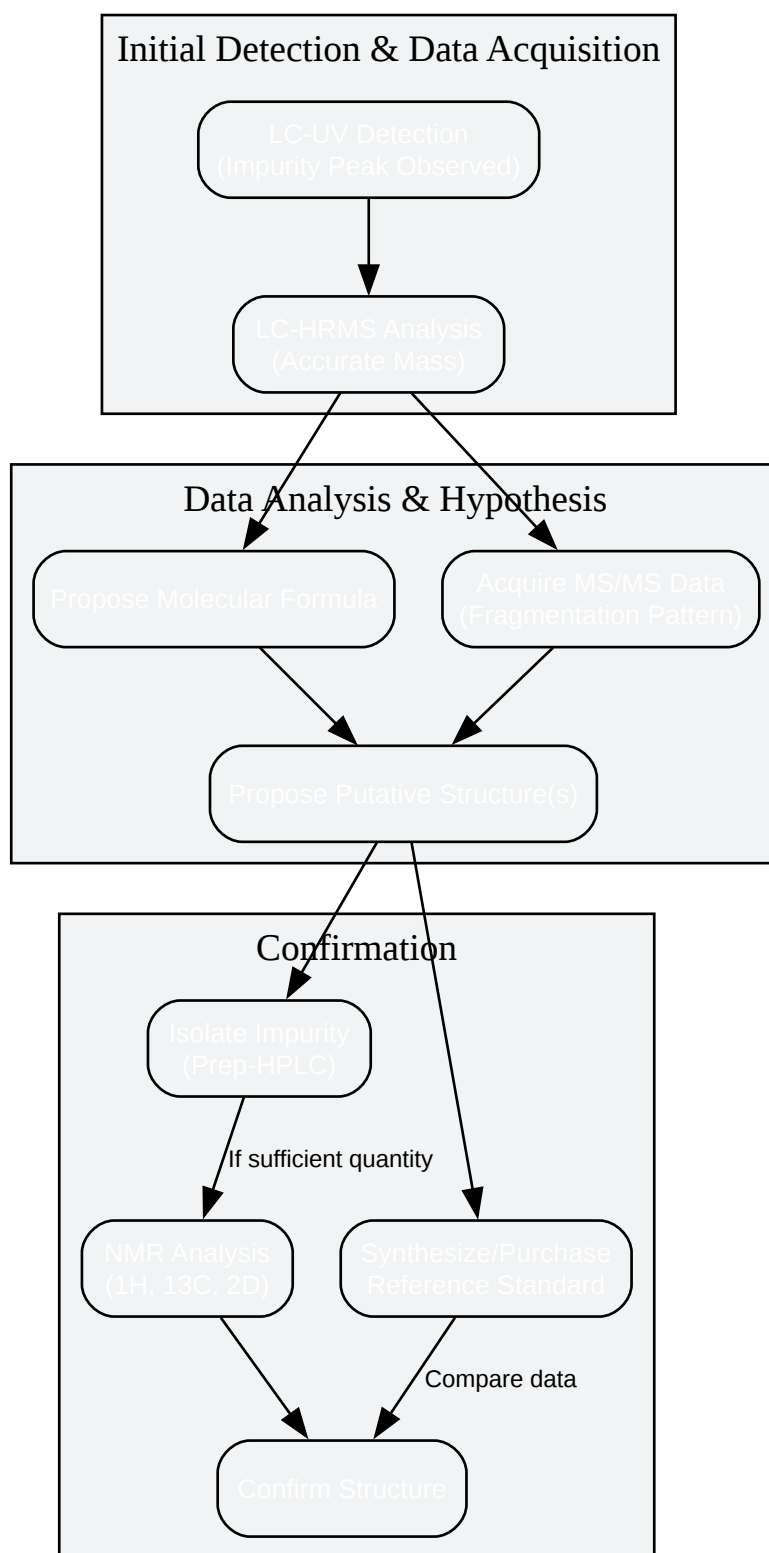 Initial Detection & Data Acquisition
LC-UV Detection
(Impurity Peak Observed)
LC-HRMS Analysis
(Accurate Mass)
Data Analysis & Hypothesis
Propose Molecular Formula
Acquire MS/MS Data
(Fragmentation Pattern)
Propose Putative Structure(s)
Confirmation
Isolate Impurity
(Prep-HPLC)
If sufficient quantity
NMR Analysis
(1H, 13C, 2D)
Synthesize/Purchase
Reference Standard
Compare data
Confirm Structure